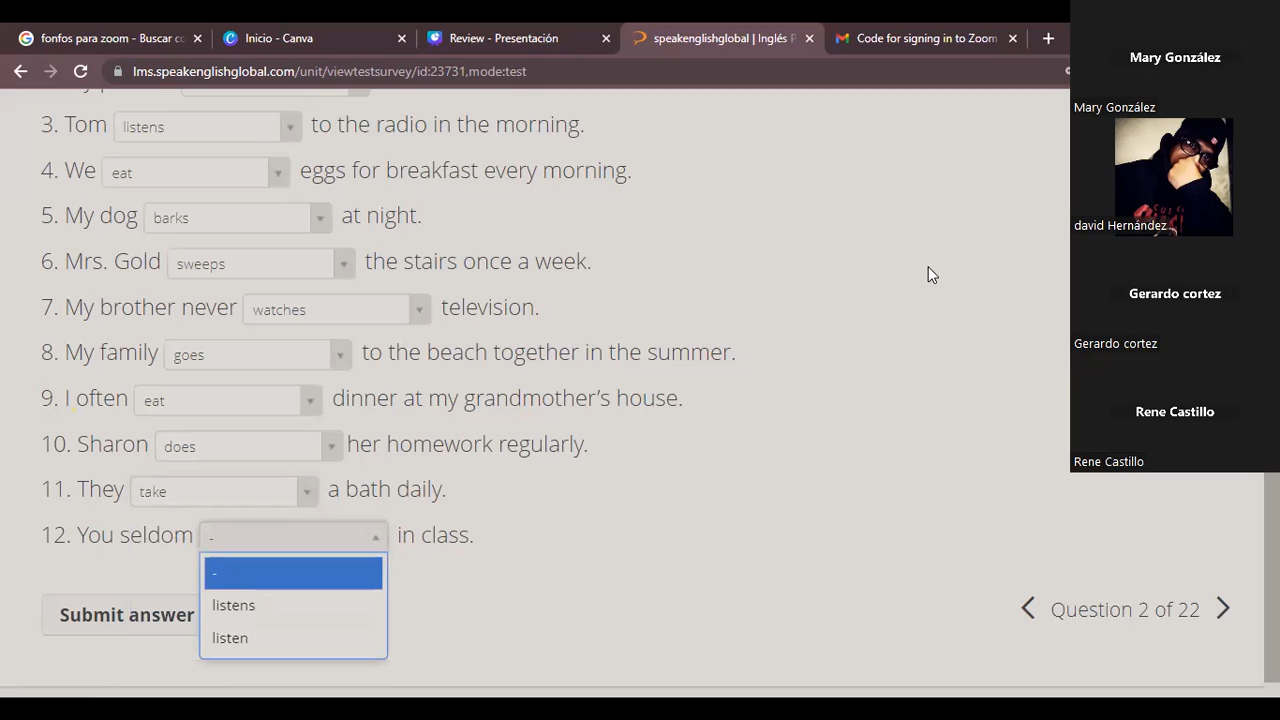 fonfos para zoom - Buscar co
Inicio - Canva
Review - Presentación
speakenglishglobal | Inglés P
Code for signing in to Zoom
lms.speakenglishglobal.com/unit/viewtestsurvey/id:23731,mode:test
3. Tom listens to the radio in the morning.
4. We eat eggs for breakfast every morning.
5. My dog barks at night.
6. Mrs. Gold sweeps the stairs once a week.
7. My brother never watches television.
8. My family goes to the beach together in the summer.
9. I often eat dinner at my grandmother’s house.
10. Sharon does her homework regularly.
11. They take a bath daily.
12. You seldom - in class.
-
listens
listen
Submit answer
Question 2 of 22
Mary González
Mary González
david Hernández
Gerardo cortez
Gerardo cortez
Rene Castillo
Rene Castillo